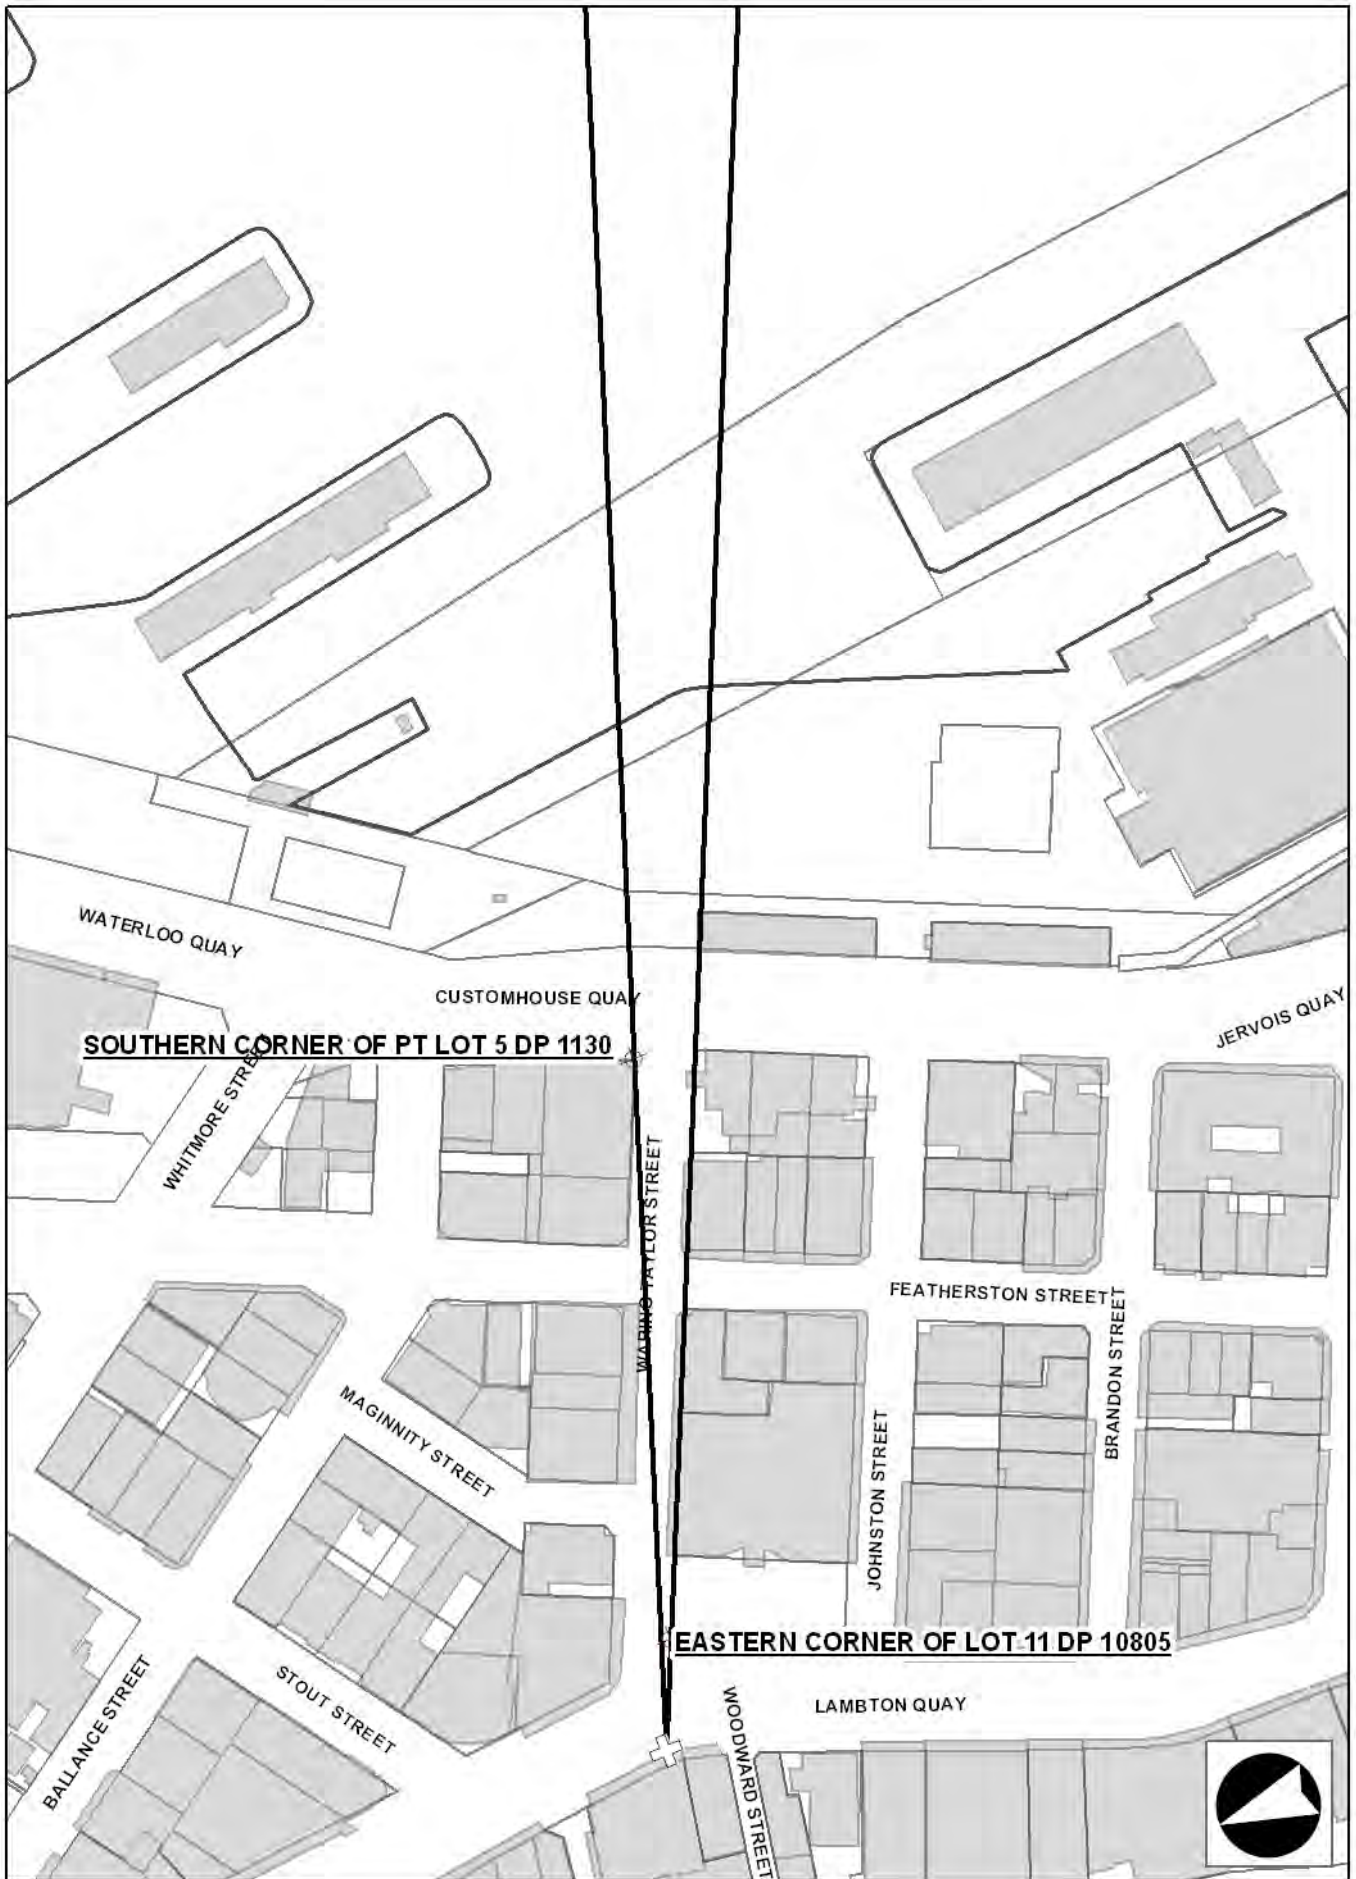 WATERLOO QUAY
CUSTOMHOUSE QUAY
JERVOIS QUAY
SOUTHERN CORNER OF PT LOT 5 DP 1130
WHITMORE STREET
WARING TAYLOR STREET
FEATHERSTON STREET
BRANDON STREET
MAGINNITY STREET
JOHNSTON STREET
EASTERN CORNER OF LOT 11 DP 10805
STOUT STREET
BALLANCE STREET
LAMBTON QUAY
WOODWARD STREET